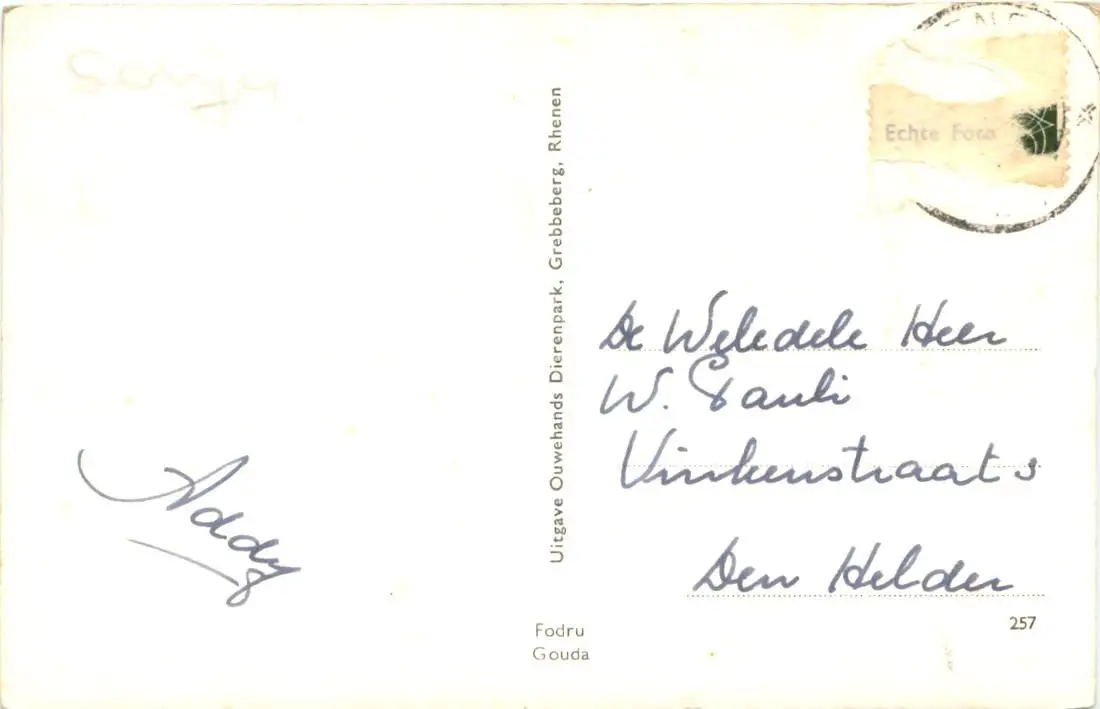 Echte Foto
Uitgave Ouwehands Dierenpark, Grebbeberg, Rhenen
De Weledele Heer
W. Pauli
Vinkenstraat 3
Den Helder
Addy
257
Fodru
Gouda